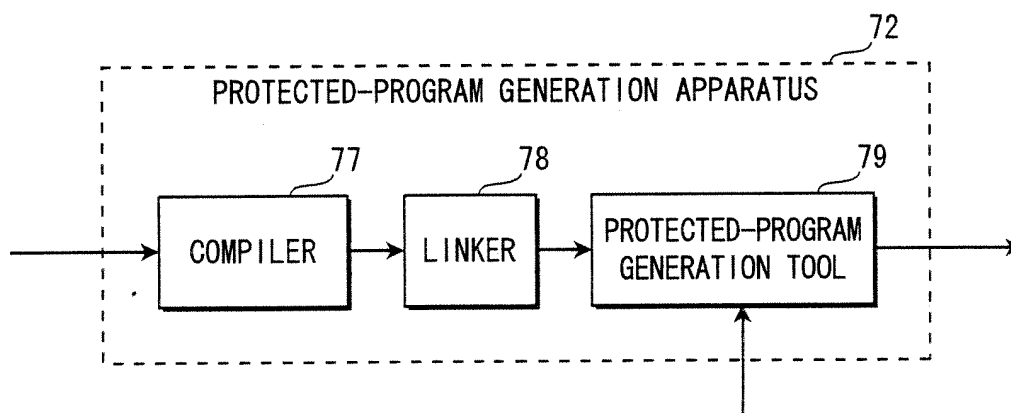 72
PROTECTED-PROGRAM GENERATION APPARATUS
77
78
79
COMPILER
LINKER
PROTECTED-PROGRAM
GENERATION TOOL